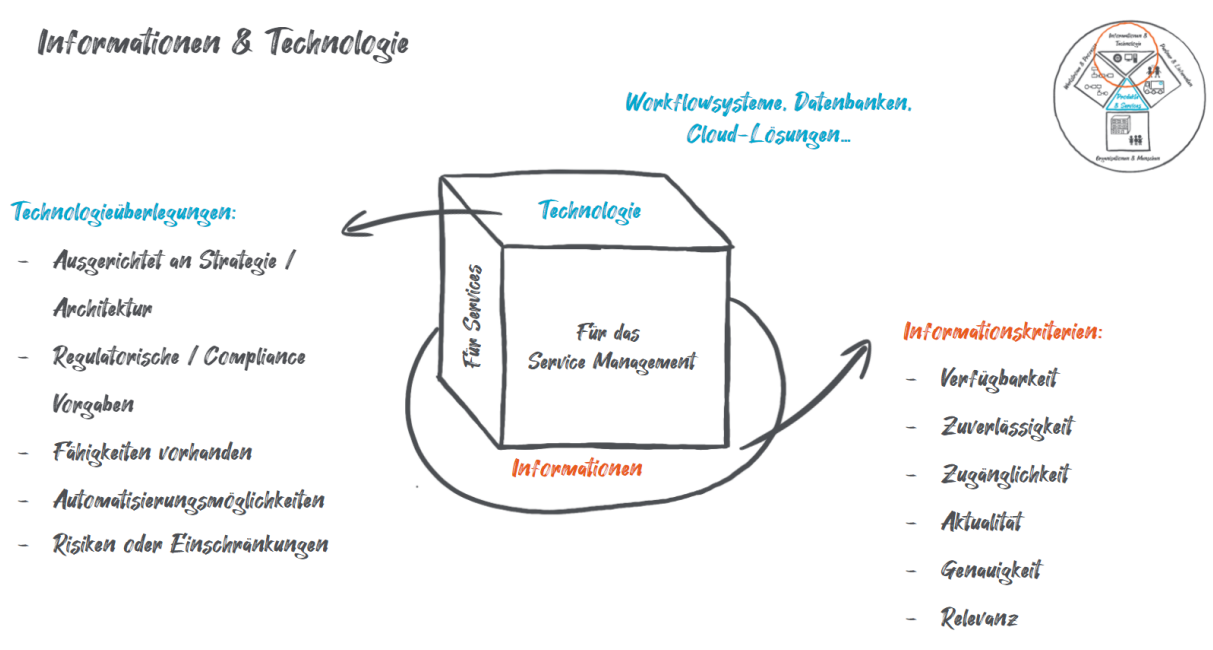 Informationen & Technologie
Informationen &
Technologie
Partner & Lieferanten
Produkte
& Services
Organisationen & Menschen
Workflowsysteme, Datenbanken,
Cloud-Lösungen...
Technologieüberlegungen:
- Ausgerichtet an Strategie /
Architektur
- Regulatorische / Compliance
Vorgaben
- Fähigkeiten vorhanden
- Automatisierungsmöglichkeiten
- Risiken oder Einschränkungen
Technologie
Für Services
Für das
Service Management
Informationen
Informationskriterien:
- Verfügbarkeit
- Zuverlässigkeit
- Zugänglichkeit
- Aktualität
- Genauigkeit
- Relevanz